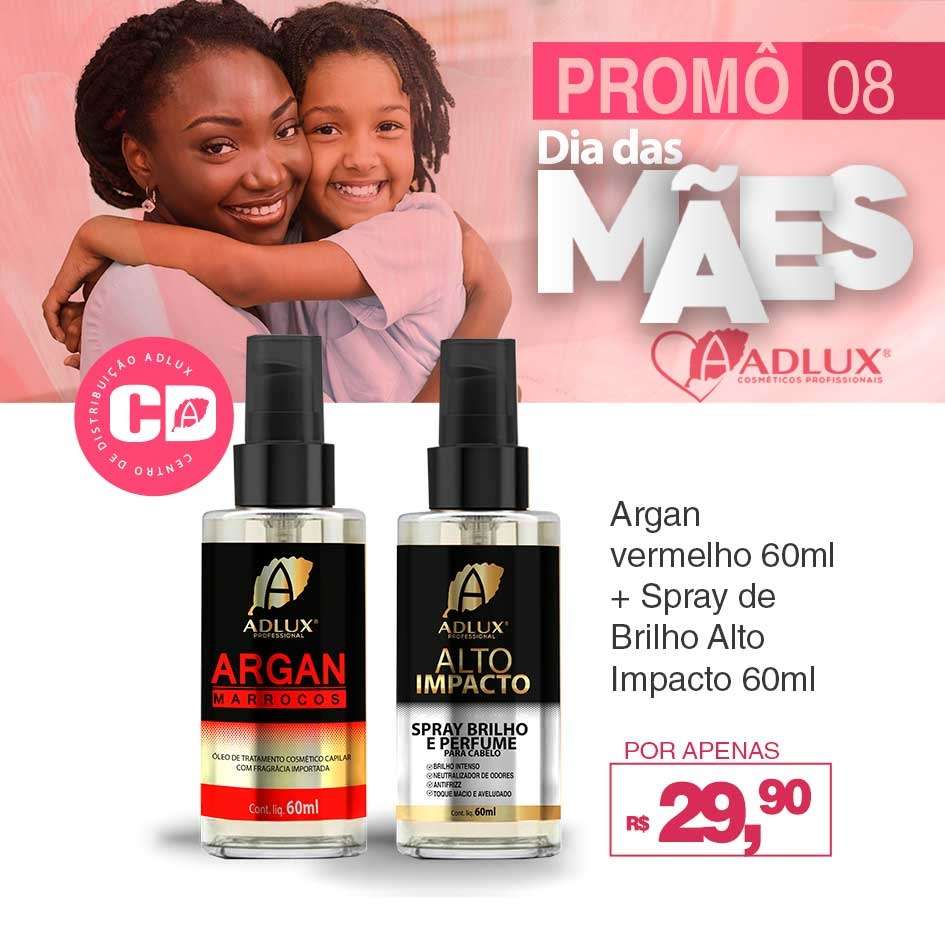 PROMÔ 08
Dia das
MÃES
AADLUX®
COSMÉTICOS PROFISSIONAIS
CENTRO DE DISTRIBUIÇÃO ADLUX
CD
ADLUX®
PROFESSIONAL
ARGAN
MARROCOS
ÓLEO DE TRATAMENTO COSMÉTICO CAPILAR
COM FRAGRÂCIA IMPORTADA
Cont. liq. 60ml
ADLUX®
PROFESSIONAL
ALTO
IMPACTO
SPRAY BRILHO
E PERFUME
PARA CABELO
BRILHO INTENSO
NEUTRALIZADOR DE ODORES
ANTIFRIZZ
TOQUE MACIO E AVELUDADO
Cont. liq. 60ml
Argan
vermelho 60ml
+ Spray de
Brilho Alto
Impacto 60ml
POR APENAS
R$ 29,90